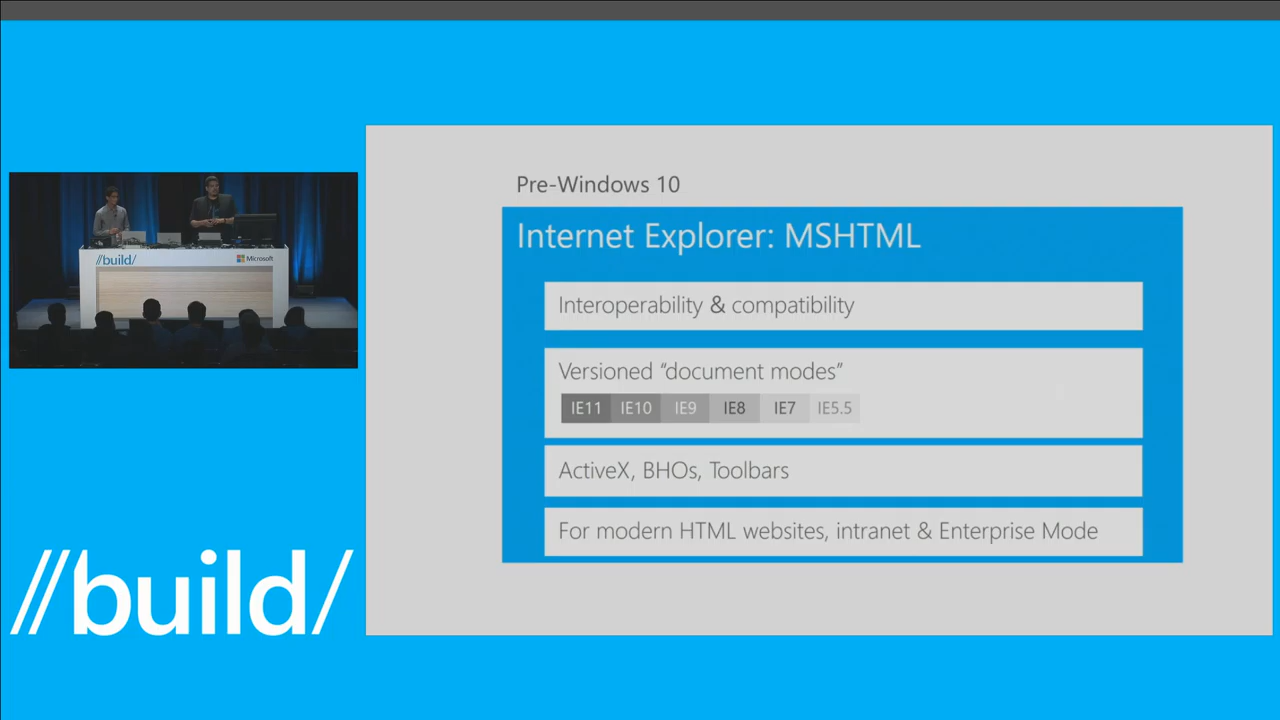 //build/
Microsoft
Pre-Windows 10
Internet Explorer: MSHTML
Interoperability & compatibility
Versioned “document modes”
IE11 IE10 IE9 IE8 IE7 IE5.5
ActiveX, BHOs, Toolbars
For modern HTML websites, intranet & Enterprise Mode
//build/